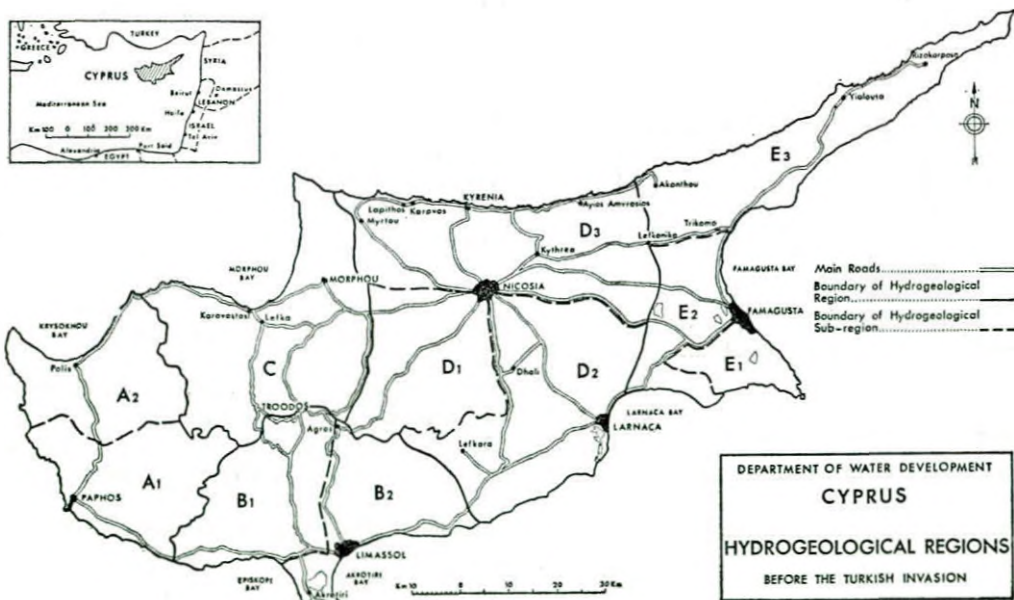 GREECE
TURKEY
SYRIA
CYPRUS
Beirut
Damascus
LEBANON
Mediterranean Sea
Haifa
Km 100 0 100 200 300 Km
ISRAEL
Tel Aviv
Alexandria
Port Said
EGYPT
N
Rizokarpaso
Yialousa
E3
Akanthou
KYRENIA
Lapithos
Karavas
Myrtou
Ayios Amvrosios
Trikomo
D3
Lefkoniko
Kythrea
MORPHOU BAY
MORPHOU
NICOSIA
FAMAGUSTA BAY
Main Roads
Boundary of Hydrogeological
Region
Boundary of Hydrogeological
Sub-region
Karavostasi
Lefka
E2
FAMAGUSTA
KRYSOKHOU BAY
Polis
E1
C
D1
Dhali
D2
A2
TROODOS
Agros
LARNACA BAY
LARNACA
Lefkara
A1
PAPHOS
B1
B2
LIMASSOL
EPISKOPI BAY
AKROTIRI BAY
Akrotiri
Km 10 0 10 20 30 Km
DEPARTMENT OF WATER DEVELOPMENT
CYPRUS
HYDROGEOLOGICAL REGIONS
BEFORE THE TURKISH INVASION